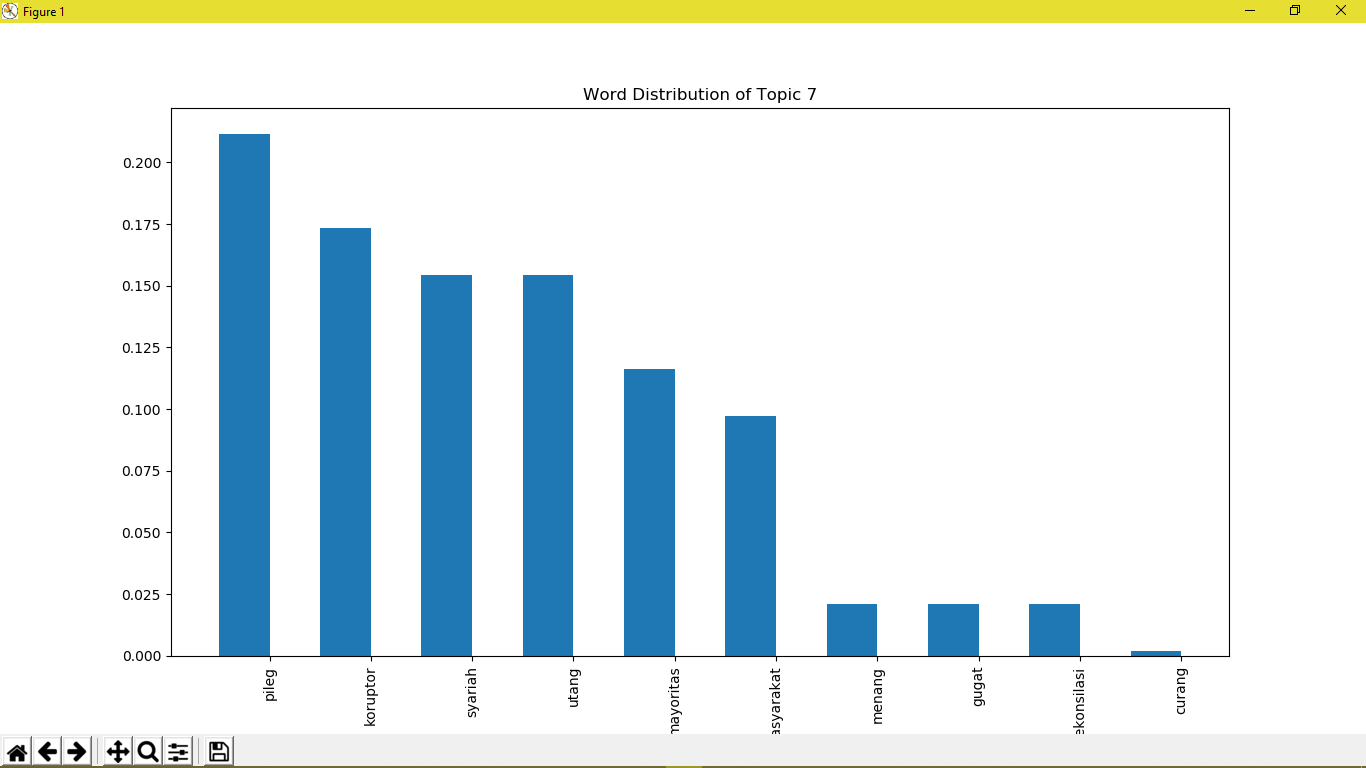 Figure 1
Word Distribution of Topic 7
0.200
0.175
0.150
0.125
0.100
0.075
0.050
0.025
0.000
pileg
koruptor
syariah
utang
mayoritas
asyarakat
menang
gugat
ekonsilasi
curang